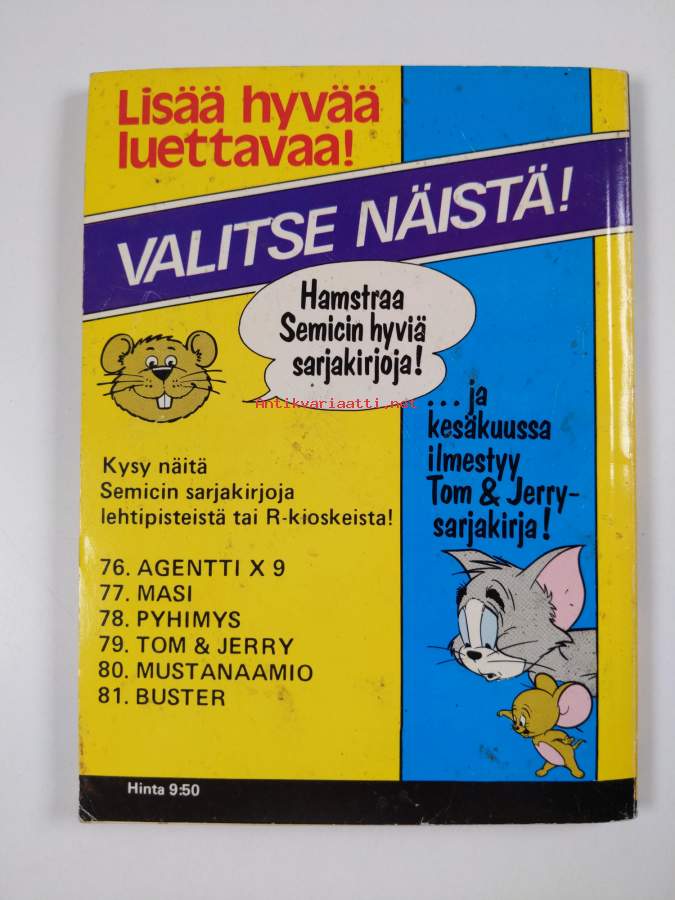 Lisää hyvää
luettavaa!
VALITSE NÄISTÄ!
Hamstraa
Semicin hyviä
sarjakirjoja!
Antikvariaatti.net
...ja
kesäkuussa
ilmestyy
Tom & Jerry-
sarjakirja!
Kysy näitä
Semicin sarjakirjoja
lehtipisteistä tai R-kioskeista!
76. AGENTTI X 9
77. MASI
78. PYHIMYS
79. TOM & JERRY
80. MUSTANAAMIO
81. BUSTER
Hinta 9:50